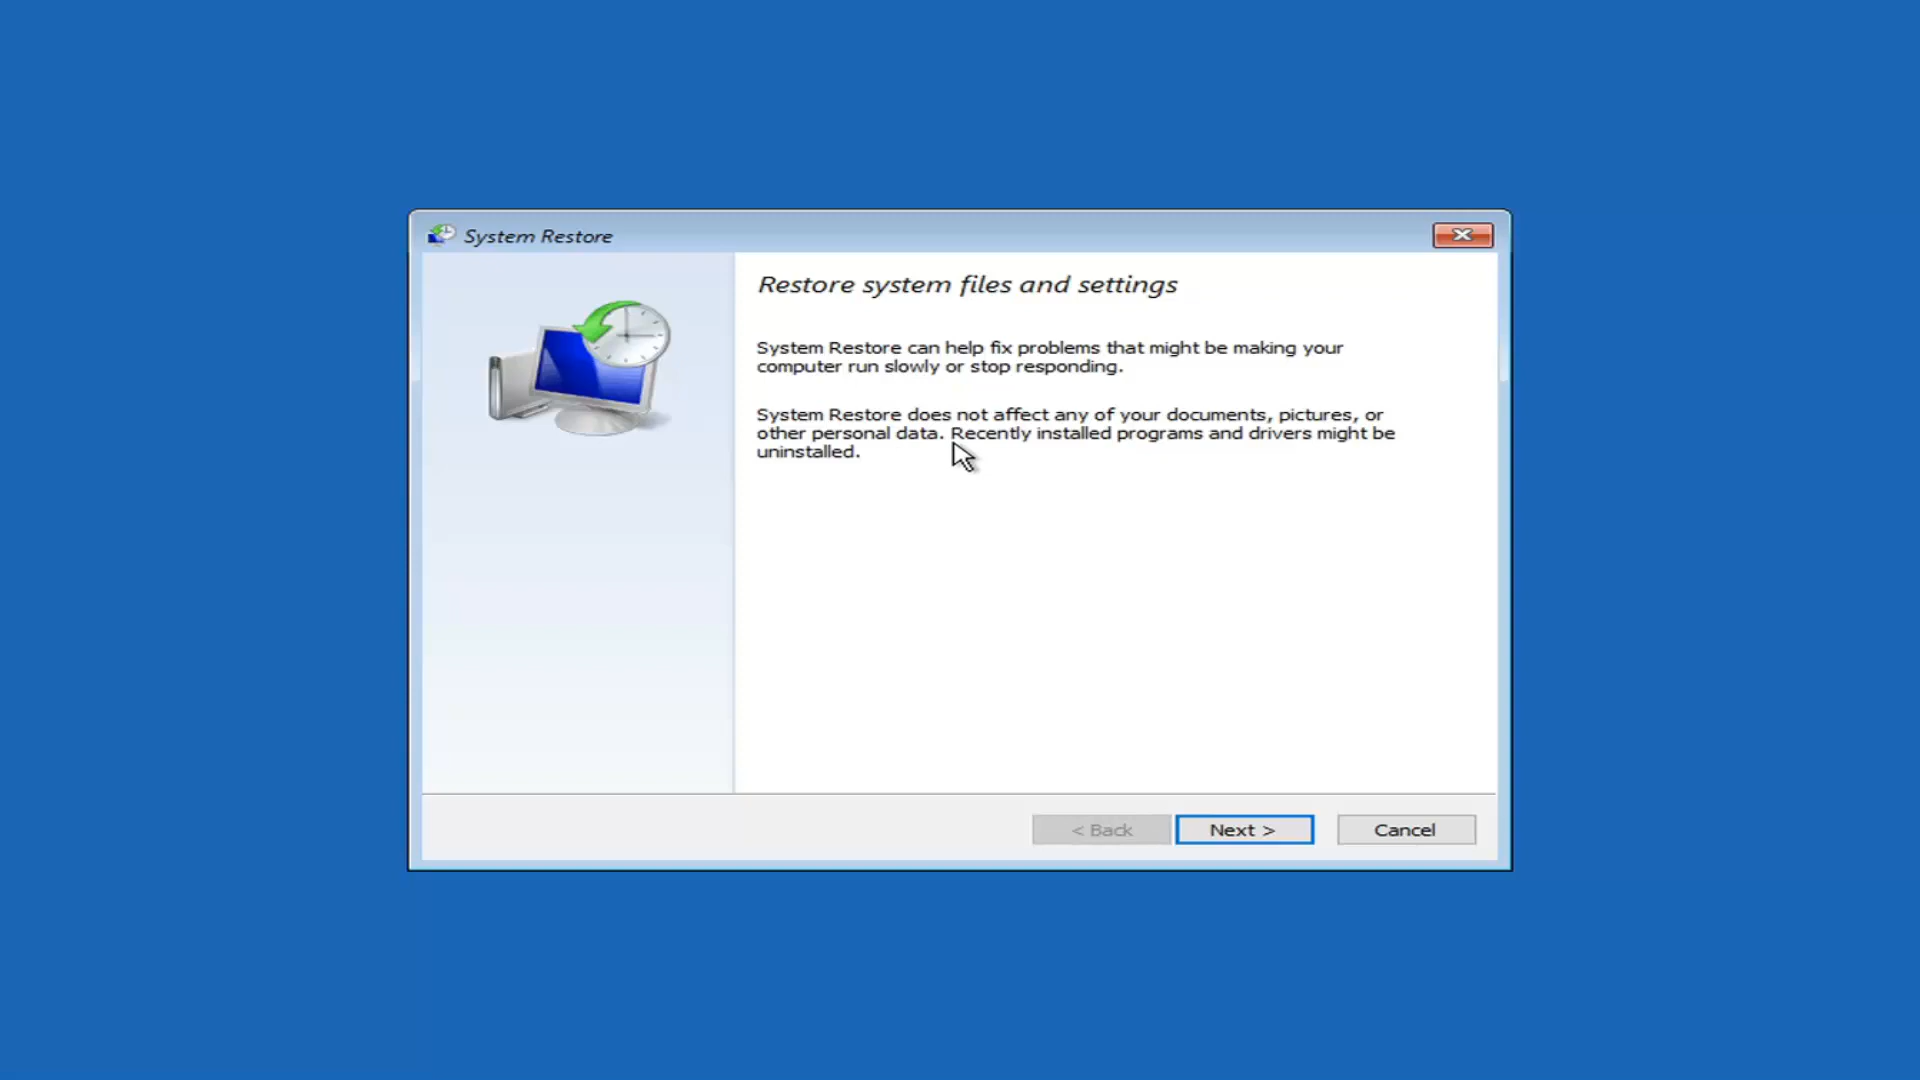 System Restore
Restore system files and settings
System Restore can help fix problems that might be making your
computer run slowly or stop responding.
System Restore does not affect any of your documents, pictures, or
other personal data. Recently installed programs and drivers might be
uninstalled.
< Back Next > Cancel